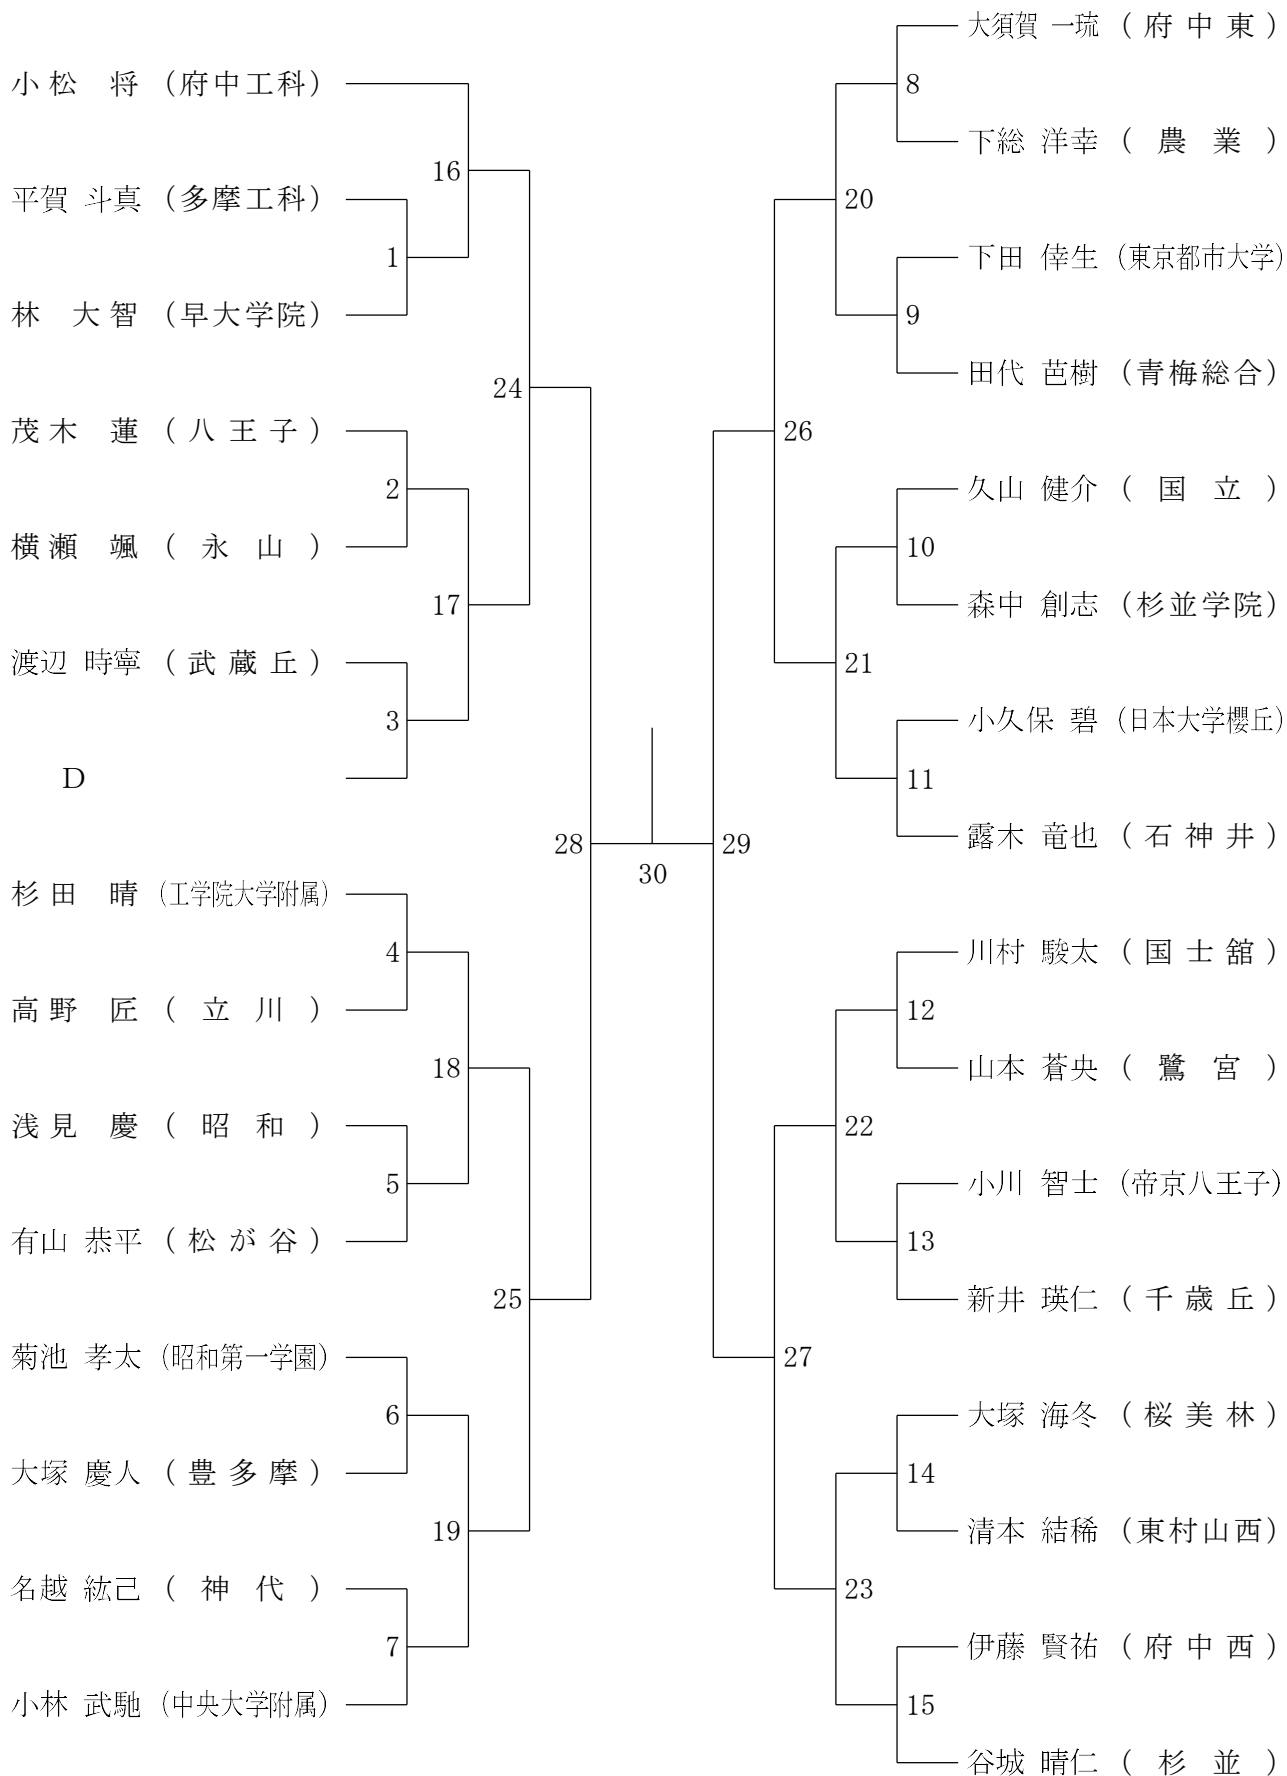 小松 将 (府中工科)
16
平賀 斗真 (多摩工科)
1
林 大智 (早大学院)
24
茂木 蓮 (八王子)
2
横瀬 颯 (永山)
17
渡辺 時寧 (武蔵丘)
3
D
28
杉田 晴 (工学院大学附属)
4
高野 匠 (立川)
18
浅見 慶 (昭和)
5
有山 恭平 (松が谷)
25
菊池 孝太 (昭和第一学園)
6
大塚 慶人 (豊多摩)
19
名越 紘己 (神代)
7
小林 武馳 (中央大学附属)
30
大須賀 一琉 (府中東)
8
下総 洋幸 (農業)
20
下田 倖生 (東京都市大学)
9
田代 芭樹 (青梅総合)
26
久山 健介 (国立)
10
森中 創志 (杉並学院)
21
小久保 碧 (日本大学櫻丘)
11
露木 竜也 (石神井)
29
川村 駿太 (国士舘)
12
山本 蒼央 (鷺宮)
22
小川 智士 (帝京八王子)
13
新井 瑛仁 (千歳丘)
27
大塚 海冬 (桜美林)
14
清本 結稀 (東村山西)
23
伊藤 賢祐 (府中西)
15
谷城 晴仁 (杉並)